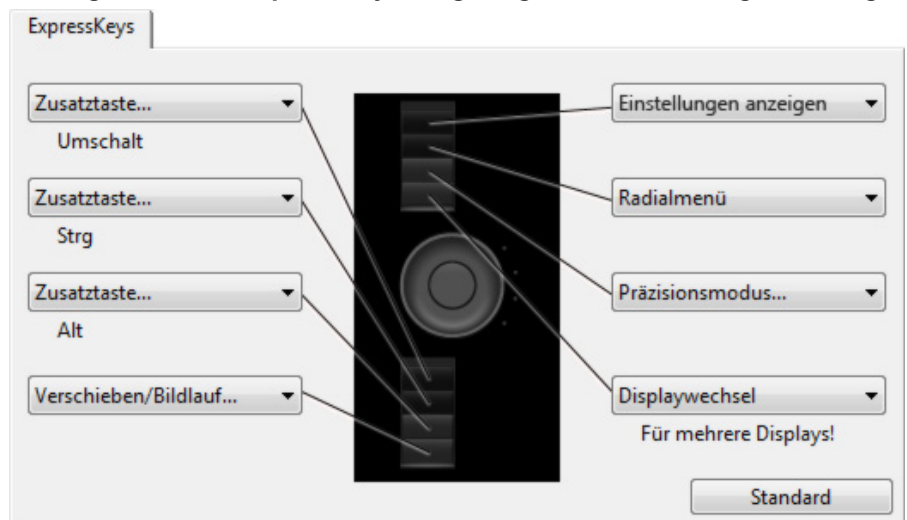 ExpressKeys
Zusatztaste...
Umschalt
Zusatztaste...
Strg
Zusatztaste...
Alt
Verschieben/Bildlauf...
Einstellungen anzeigen
Radialmenü
Präzisionsmodus...
Displaywechsel
Für mehrere Displays!
Standard